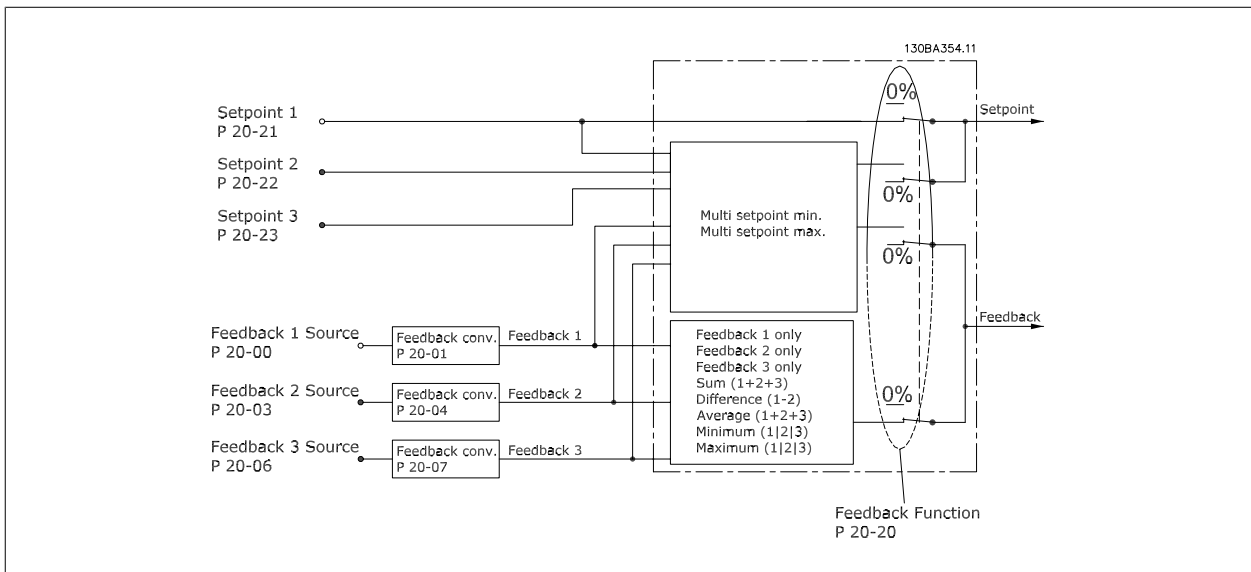 130BA354.11
0%
Setpoint 1
P 20-21
Setpoint
Setpoint 2
P 20-22
0%
Setpoint 3
P 20-23
Multi setpoint min.
Multi setpoint max.
0%
Feedback
Feedback 1 Source
P 20-00
Feedback conv.
P 20-01
Feedback 1
Feedback 1 only
Feedback 2 only
Feedback 3 only
Sum (1+2+3)
Difference (1-2)
Average (1+2+3)
Minimum (1|2|3)
Maximum (1|2|3)
0%
Feedback 2 Source
P 20-03
Feedback conv.
P 20-04
Feedback 2
Feedback 3 Source
P 20-06
Feedback conv.
P 20-07
Feedback 3
Feedback Function
P 20-20